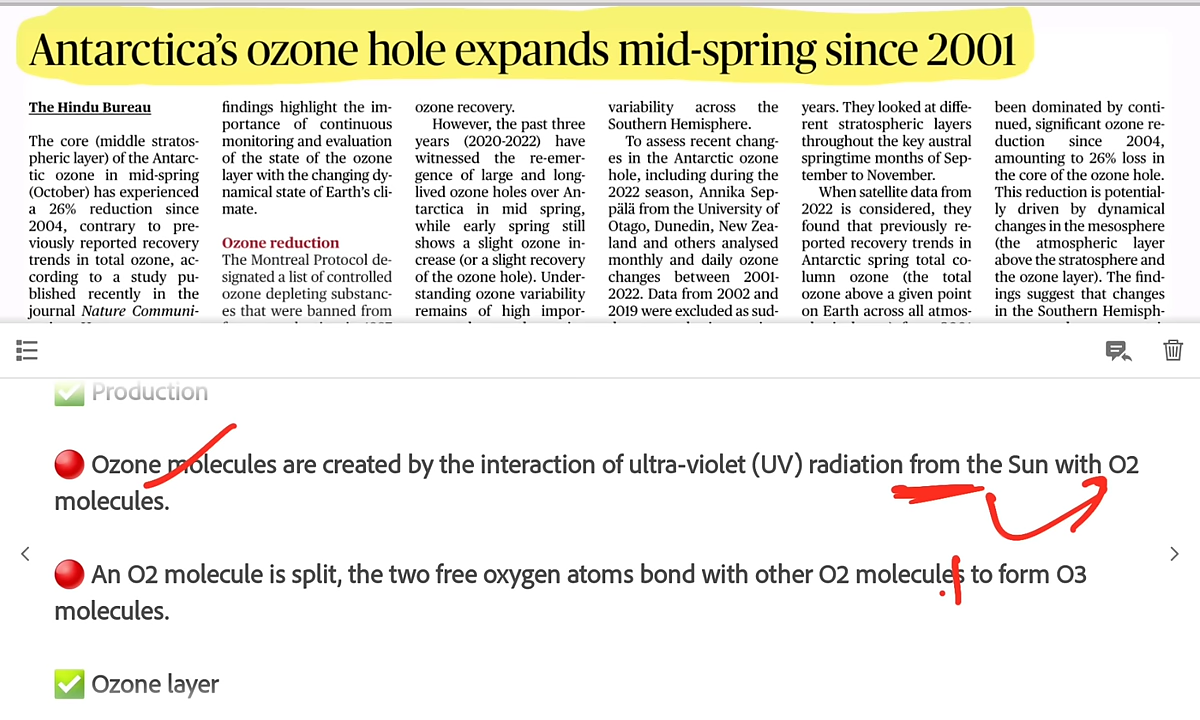 Antarctica’s ozone hole expands mid-spring since 2001
The Hindu Bureau
The core (middle stratos-
pheric layer) of the Antarc-
tic ozone in mid-spring
(October) has experienced
a 26% reduction since
2004, contrary to pre-
viously reported recovery
trends in total ozone, ac-
cording to a study pu-
blished recently in the
journal Nature Communi-
findings highlight the im-
portance of continuous
monitoring and evaluation
of the state of the ozone
layer with the changing dy-
namical state of Earth’s cli-
mate.
Ozone reduction
The Montreal Protocol de-
signated a list of controlled
ozone depleting substanc-
es that were banned from
ozone recovery.
However, the past three
years (2020-2022) have
witnessed the re-emer-
gence of large and long-
lived ozone holes over An-
tarctica in mid spring,
while early spring still
shows a slight ozone in-
crease (or a slight recovery
of the ozone hole). Under-
standing ozone variability
remains of high impor-
variability across the
Southern Hemisphere.
To assess recent chang-
es in the Antarctic ozone
hole, including during the
2022 season, Annika Sep-
pälä from the University of
Otago, Dunedin, New Zea-
land and others analysed
monthly and daily ozone
changes between 2001-
2022. Data from 2002 and
2019 were excluded as sud-
years. They looked at diffe-
rent stratospheric layers
throughout the key austral
springtime months of Sep-
tember to November.
When satellite data from
2022 is considered, they
found that previously re-
ported recovery trends in
Antarctic spring total co-
lumn ozone (the total
ozone above a given point
on Earth across all atmos-
been dominated by conti-
nued, significant ozone re-
duction since 2004,
amounting to 26% loss in
the core of the ozone hole.
This reduction is potential-
ly driven by dynamical
changes in the mesosphere
(the atmospheric layer
above the stratosphere and
the ozone layer). The find-
ings suggest that changes
in the Southern Hemisph-
Production
Ozone molecules are created by the interaction of ultra-violet (UV) radiation from the Sun with O2
molecules.
An O2 molecule is split, the two free oxygen atoms bond with other O2 molecules to form O3
molecules.
Ozone layer